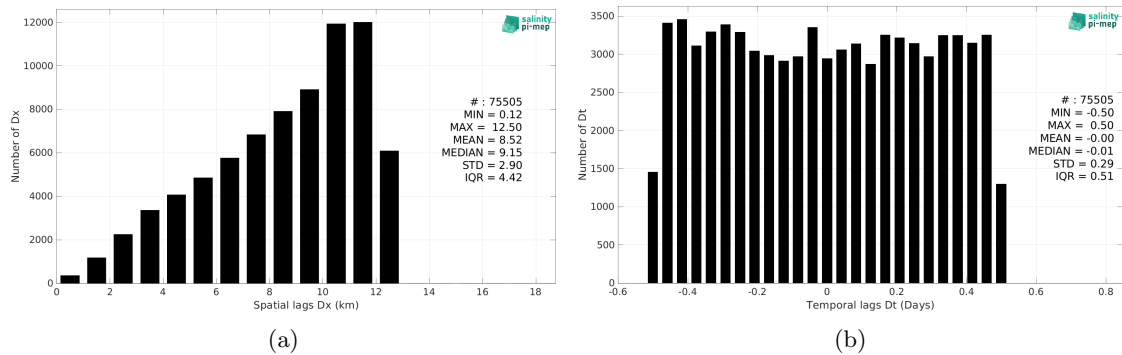 12000
10000
8000
6000
4000
2000
0
Number of Dx
salinity
pi-mep
# : 75505
MIN = 0.12
MAX = 12.50
MEAN = 8.52
MEDIAN = 9.15
STD = 2.90
IQR = 4.42
0 2 4 6 8 10 12 14 16 18
Spatial lags Dx (km)
(a)
3500
3000
2500
2000
1500
1000
500
0
Number of Dt
salinity
pi-mep
# : 75505
MIN = -0.50
MAX = 0.50
MEAN = -0.00
MEDIAN = -0.01
STD = 0.29
IQR = 0.51
-0.6 -0.4 -0.2 0 0.2 0.4 0.6 0.8
Temporal lags Dt (Days)
(b)